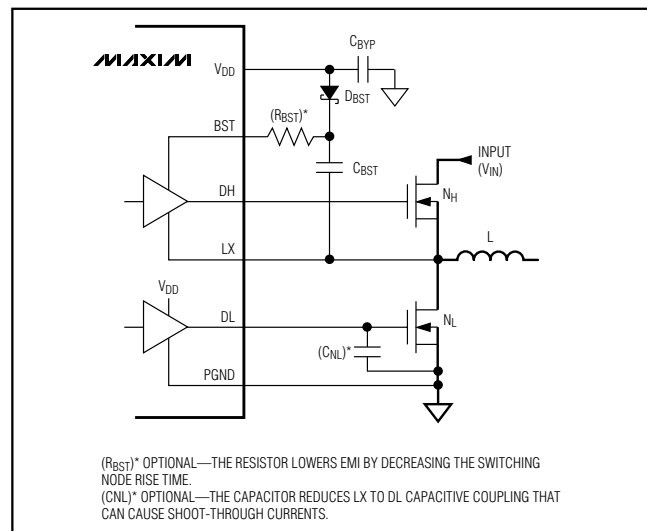 MAXIM
VDD
CBYP
DBST
BST
(RBST)*
CBST
INPUT
(VIN)
DH
NH
LX
L
VDD
DL
NL
(CNL)*
PGND
(RBST)* OPTIONAL—THE RESISTOR LOWERS EMI BY DECREASING THE SWITCHING
NODE RISE TIME.
(CNL)* OPTIONAL—THE CAPACITOR REDUCES LX TO DL CAPACITIVE COUPLING THAT
CAN CAUSE SHOOT-THROUGH CURRENTS.